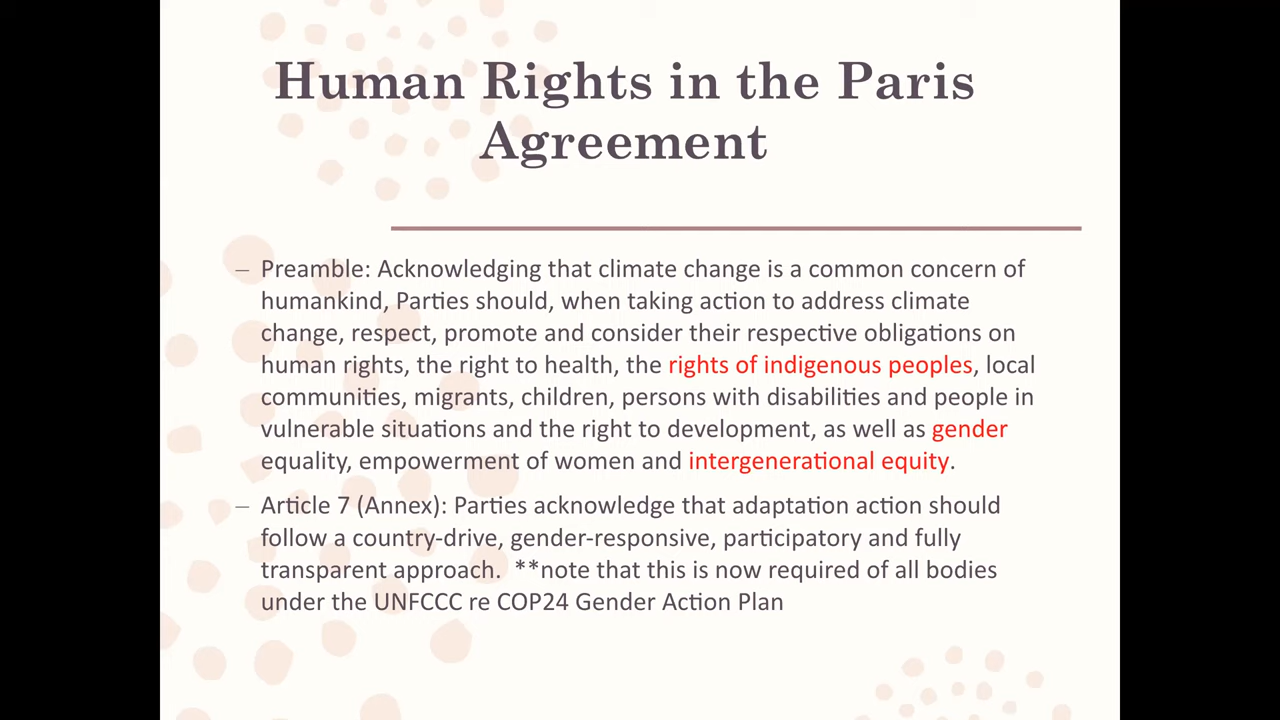 Human Rights in the Paris
Agreement
– Preamble: Acknowledging that climate change is a common concern of
humankind, Parties should, when taking action to address climate
change, respect, promote and consider their respective obligations on
human rights, the right to health, the rights of indigenous peoples, local
communities, migrants, children, persons with disabilities and people in
vulnerable situations and the right to development, as well as gender
equality, empowerment of women and intergenerational equity.
– Article 7 (Annex): Parties acknowledge that adaptation action should
follow a country-drive, gender-responsive, participatory and fully
transparent approach.  **note that this is now required of all bodies
under the UNFCCC re COP24 Gender Action Plan